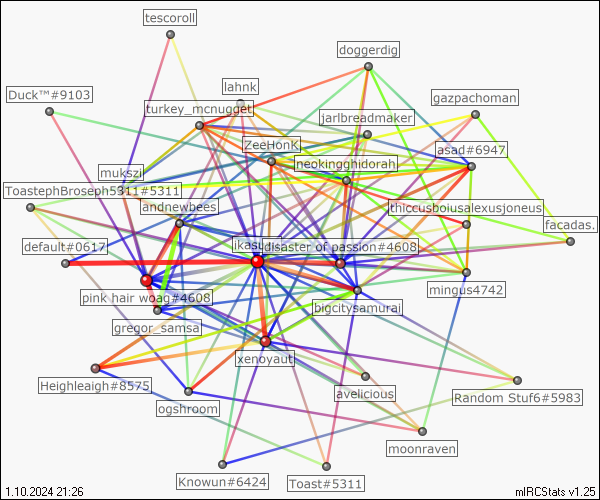 tescoroll
doggerdig
lahnk
Duck™#9103
gazpachoman
turkey_mcnugget
jarlbreadmaker
ZeeHonK
asad#6947
neokingghidorah
mukszi
ToastephBroseph5311#5311
thiccusboiusalexusjoneus
andnewbees
facadas.
default#0617
disaster of passion#4608
pink hair woag#4608
mingus4742
bigcitysamurai
gregor_samsa
xenoyaut
Heighleaigh#8575
avelicious
Random Stuf6#5983
ogshroom
moonraven
Knowun#6424
Toast#5311
1.10.2024 21:26
mIRCStats v1.25